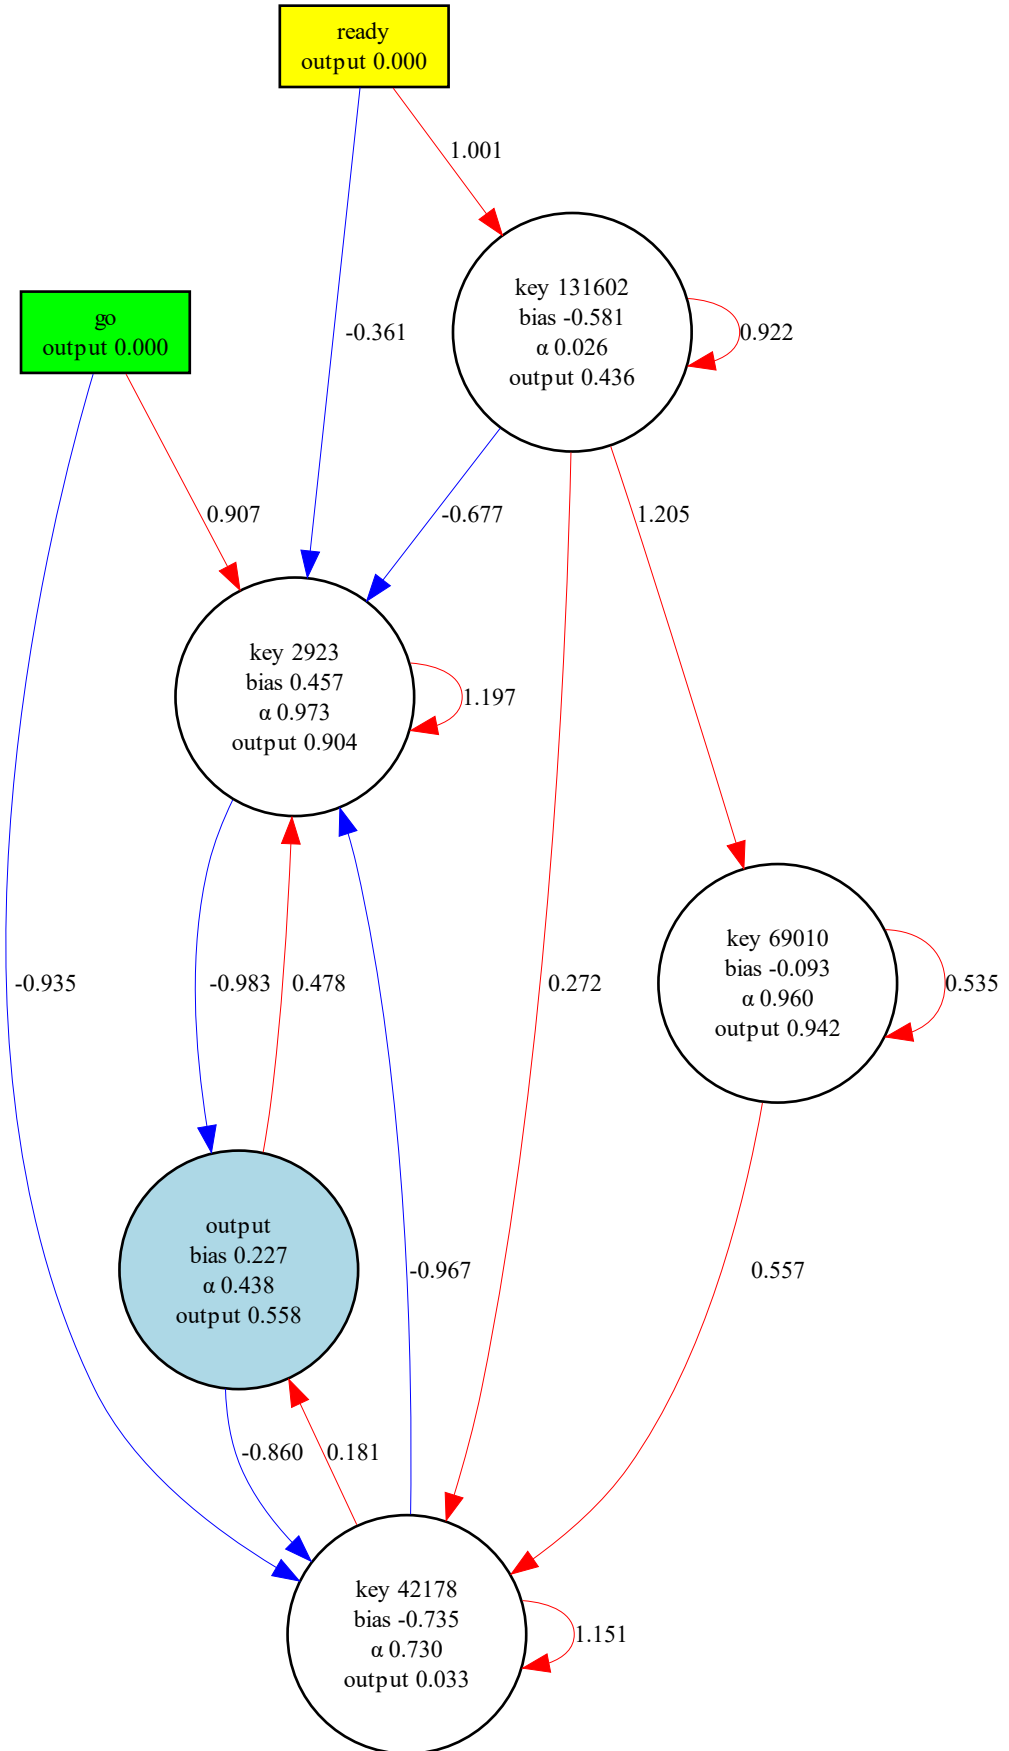 ready
output 0.000
1.001
key 131602
bias -0.581
α 0.026
output 0.436
0.922
go
output 0.000
-0.361
0.907
-0.677
1.205
key 2923
bias 0.457
α 0.973
output 0.904
1.197
key 69010
bias -0.093
α 0.960
output 0.942
0.535
-0.935
-0.983
0.478
0.272
output
bias 0.227
α 0.438
output 0.558
-0.967
0.557
-0.860
0.181
key 42178
bias -0.735
α 0.730
output 0.033
1.151